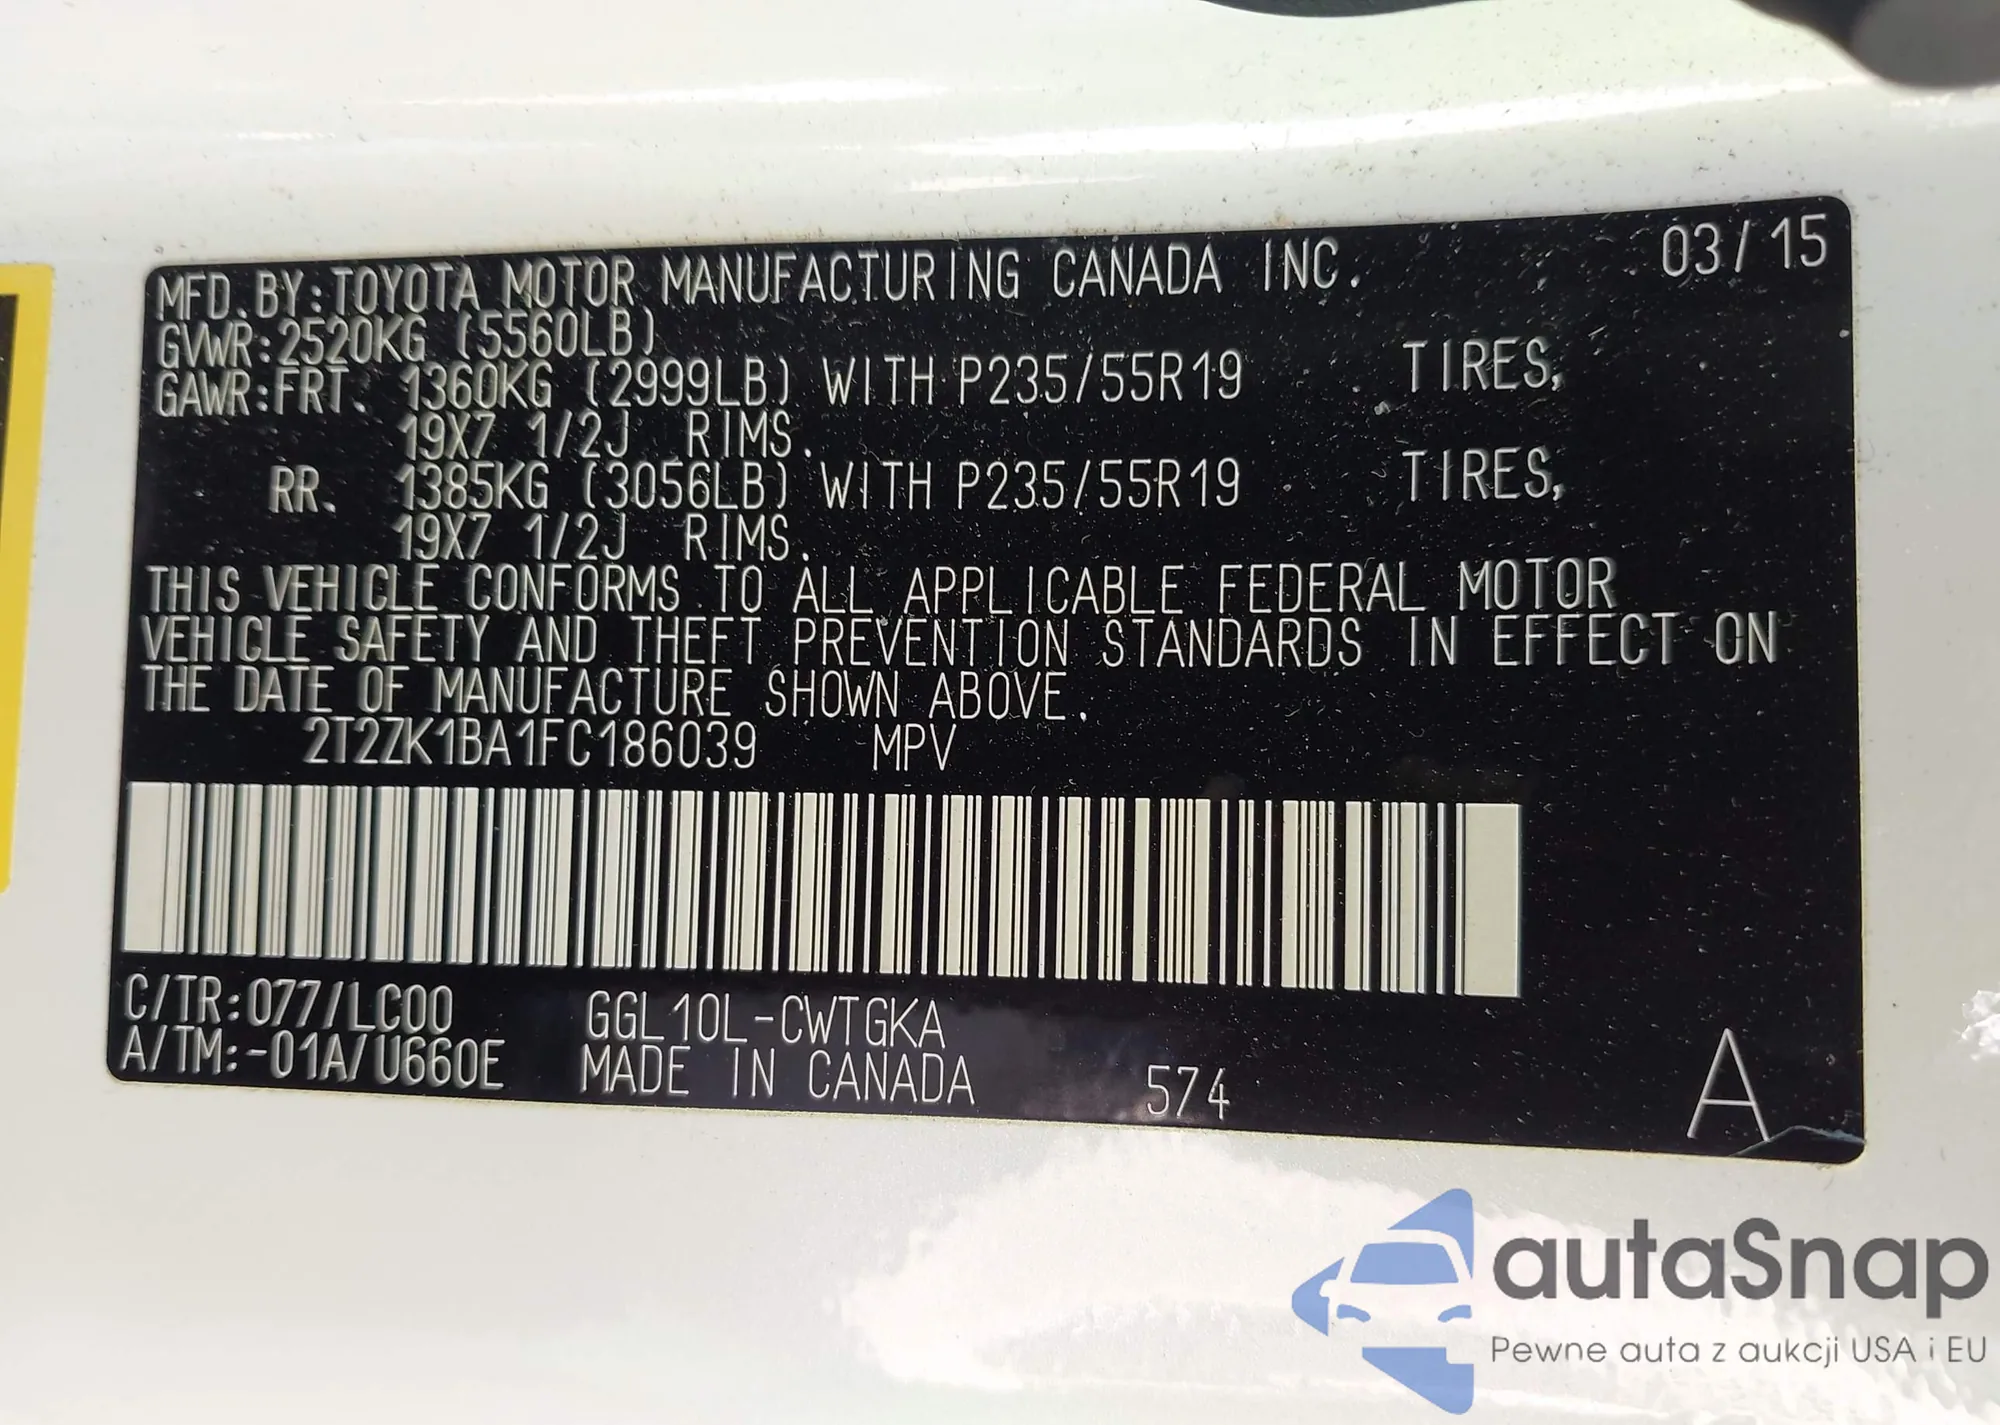 MFD. BY: TOYOTA MOTOR MANUFACTURING CANADA INC. 03/15
GVWR: 2520KG (5560LB)
GAWR: FRT. 1360KG (2999LB) WITH P235/55R19 TIRES,
19X7 1/2J RIMS.
RR. 1385KG (3056LB) WITH P235/55R19 TIRES,
19X7 1/2J RIMS.
THIS VEHICLE CONFORMS TO ALL APPLICABLE FEDERAL MOTOR
VEHICLE SAFETY AND THEFT PREVENTION STANDARDS IN EFFECT ON
THE DATE OF MANUFACTURE SHOWN ABOVE.
2T2ZK1BA1FC186039 MPV
C/TR: 077/LC00 GGL10L-CWTGKA
A/TM: -01A/U660E MADE IN CANADA 574 A
autaSnap
Pewne auta z aukcji USA i EU